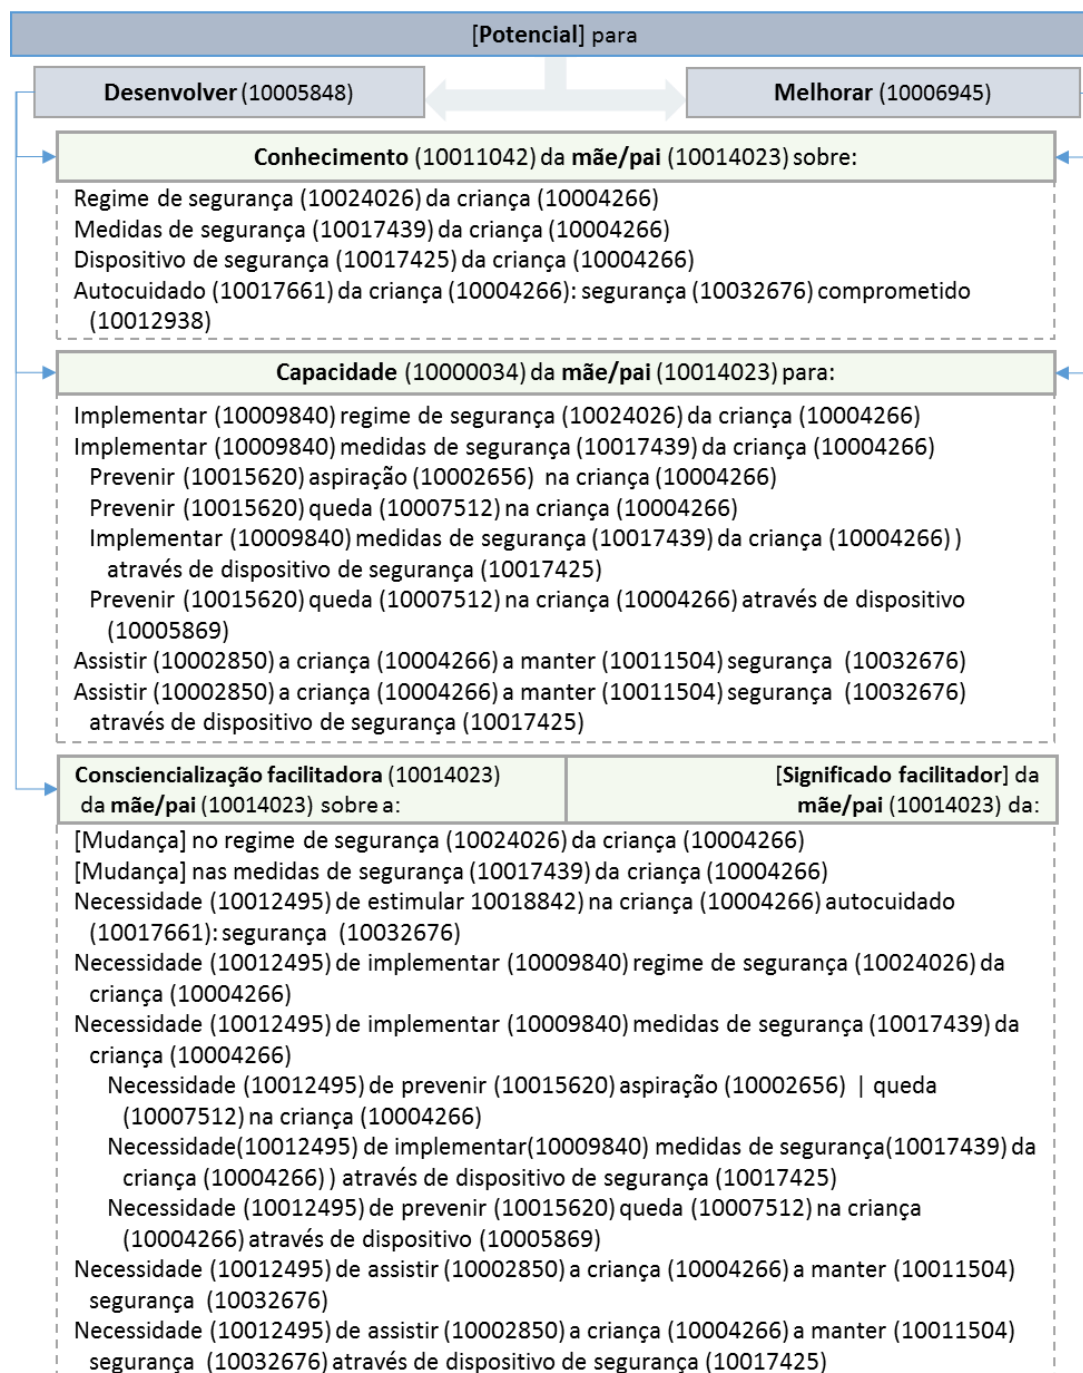 [Potencial] para
Desenvolver (10005848)
Melhorar (10006945)
Conhecimento (10011042) da mãe/pai (10014023) sobre:
Regime de segurança (10024026) da criança (10004266)
Medidas de segurança (10017439) da criança (10004266)
Dispositivo de segurança (10017425) da criança (10004266)
Autocuidado (10017661) da criança (10004266): segurança (10032676) comprometido
(10012938)
Capacidade (10000034) da mãe/pai (10014023) para:
Implementar (10009840) regime de segurança (10024026) da criança (10004266)
Implementar (10009840) medidas de segurança (10017439) da criança (10004266)
Prevenir (10015620) aspiração (10002656) na criança (10004266)
Prevenir (10015620) queda (10007512) na criança (10004266)
Implementar (10009840) medidas de segurança (10017439) da criança (10004266) )
através de dispositivo de segurança (10017425)
Prevenir (10015620) queda (10007512) na criança (10004266) através de dispositivo
(10005869)
Assistir (10002850) a criança (10004266) a manter (10011504) segurança (10032676)
Assistir (10002850) a criança (10004266) a manter (10011504) segurança (10032676)
através de dispositivo de segurança (10017425)
Consciencialização facilitadora (10014023)
da mãe/pai (10014023) sobre a:
[Significado facilitador] da
mãe/pai (10014023) da:
[Mudança] no regime de segurança (10024026) da criança (10004266)
[Mudança] nas medidas de segurança (10017439) da criança (10004266)
Necessidade (10012495) de estimular 10018842) na criança (10004266) autocuidado
(10017661): segurança (10032676)
Necessidade (10012495) de implementar (10009840) regime de segurança (10024026) da
criança (10004266)
Necessidade (10012495) de implementar (10009840) medidas de segurança (10017439) da
criança (10004266)
Necessidade (10012495) de prevenir (10015620) aspiração (10002656) | queda
(10007512) na criança (10004266)
Necessidade(10012495) de implementar(10009840) medidas de segurança(10017439) da
criança (10004266) ) através de dispositivo de segurança (10017425)
Necessidade (10012495) de prevenir (10015620) queda (10007512) na criança
(10004266) através de dispositivo (10005869)
Necessidade (10012495) de assistir (10002850) a criança (10004266) a manter (10011504)
segurança (10032676)
Necessidade (10012495) de assistir (10002850) a criança (10004266) a manter (10011504)
segurança (10032676) através de dispositivo de segurança (10017425)